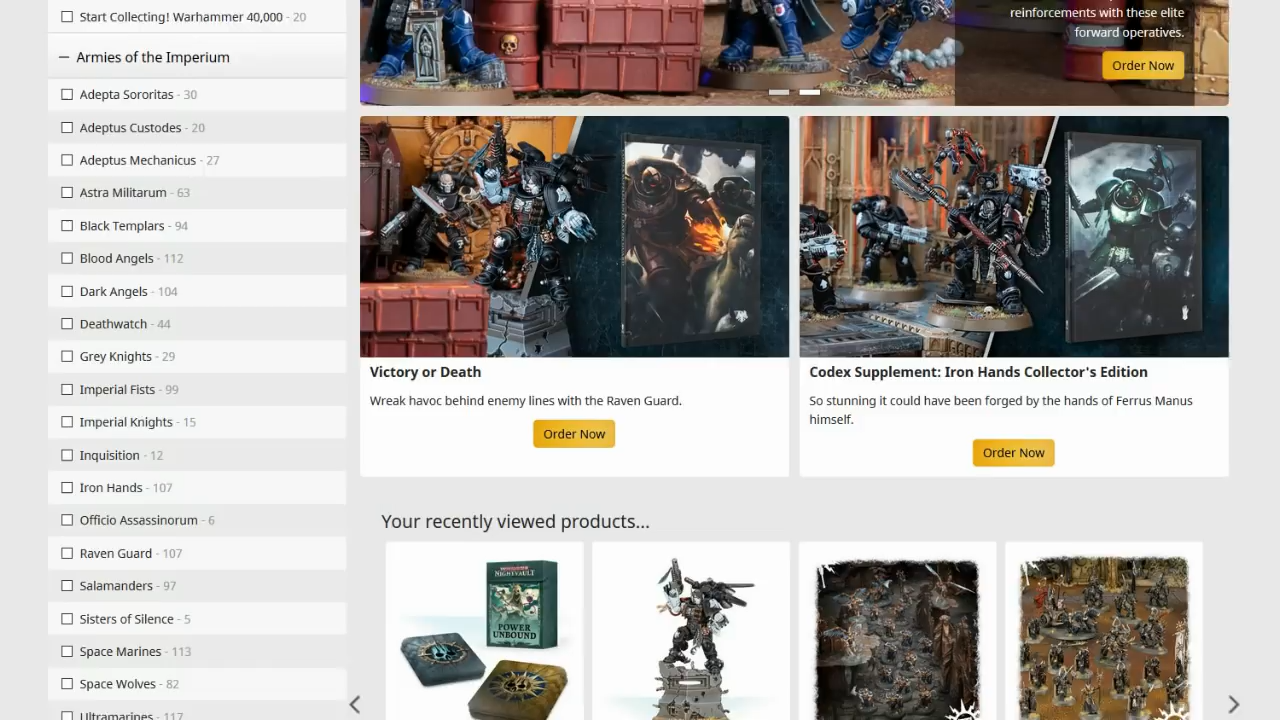 Start Collecting! Warhammer 40,000 - 20
Armies of the Imperium
Adepta Sororitas - 30
Adeptus Custodes - 20
Adeptus Mechanicus - 27
Astra Militarum - 63
Black Templars - 94
Blood Angels - 112
Dark Angels - 104
Deathwatch - 44
Grey Knights - 29
Imperial Fists - 99
Imperial Knights - 15
Inquisition - 12
Iron Hands - 107
Officio Assassinorum - 6
Raven Guard - 107
Salamanders - 97
Sisters of Silence - 5
Space Marines - 113
Space Wolves - 82
Ultramarines - 117
reinforcements with these elite
forward operatives.
Order Now
Victory or Death
Wreak havoc behind enemy lines with the Raven Guard.
Order Now
Codex Supplement: Iron Hands Collector's Edition
So stunning it could have been forged by the hands of Ferrus Manus
himself.
Order Now
Your recently viewed products...
NIGHTVAULT
POWER
UNBOUND